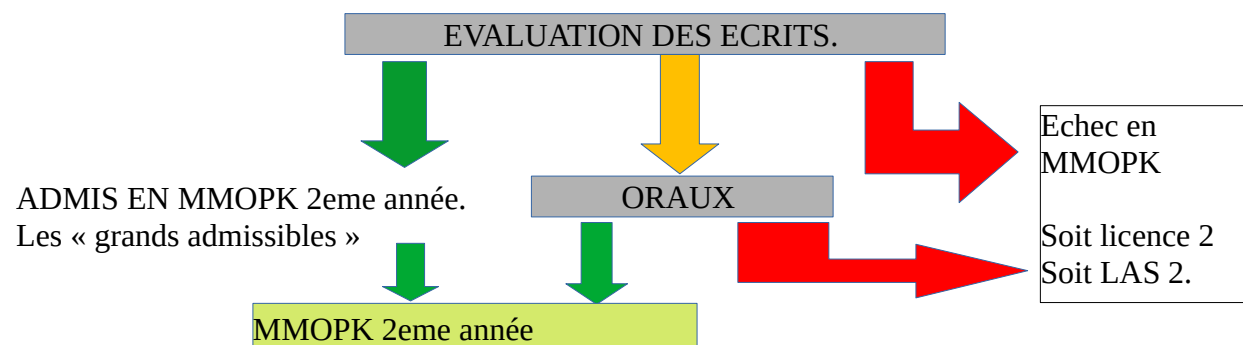 EVALUATION DES ECRITS.
Echec en
MMOPK
ADMIS EN MMOPK 2eme année.
Les « grands admissibles »
ORAUX
Soit licence 2
Soit LAS 2.
MMOPK 2eme année